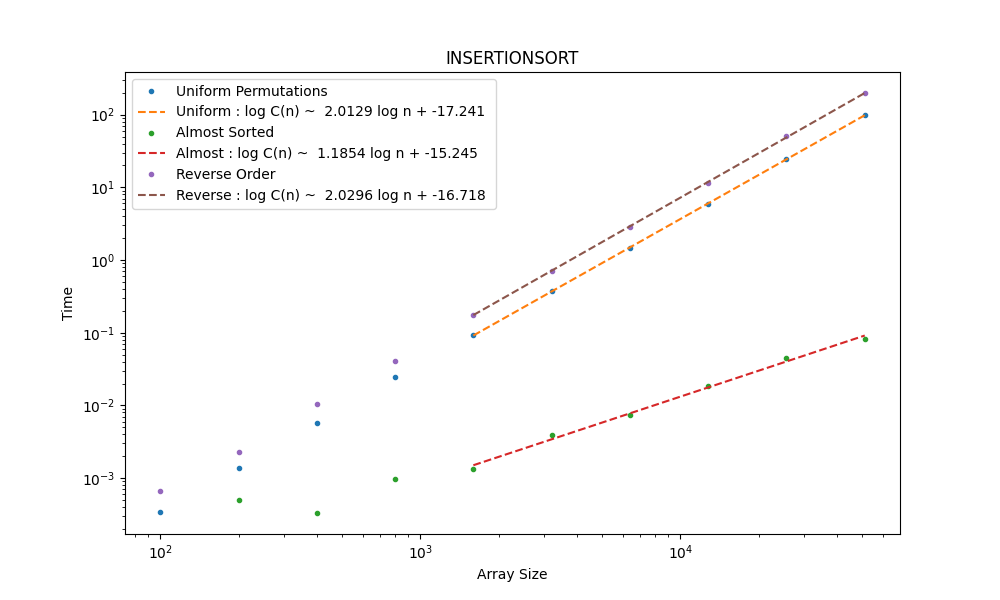 INSERTIONSORT
Uniform Permutations
Uniform : log C(n) ~  2.0129 log n + -17.241
Almost Sorted
Almost : log C(n) ~  1.1854 log n + -15.245
Reverse Order
Reverse : log C(n) ~  2.0296 log n + -16.718
Time
10²
10¹
10⁰
10⁻¹
10⁻²
10⁻³
10² 10³ 10⁴
Array Size